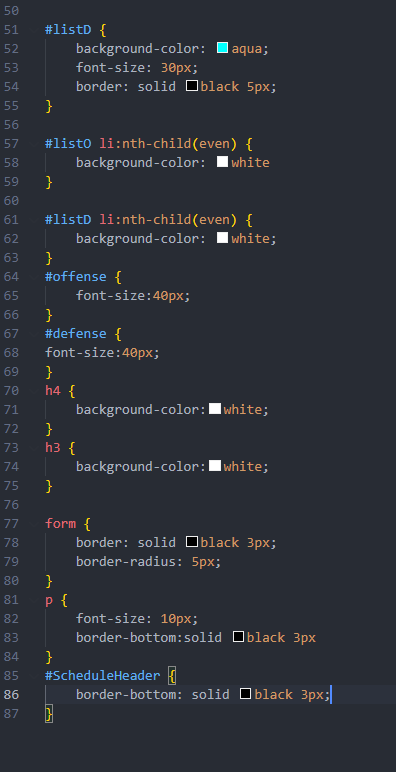 50
51 #listD {
52     background-color: aqua;
53     font-size: 30px;
54     border: solid black 5px;
55 }
56
57 #listO li:nth-child(even) {
58     background-color: white
59 }
60
61 #listD li:nth-child(even) {
62     background-color: white;
63 }
64 #offense {
65     font-size:40px;
66 }
67 #defense {
68 font-size:40px;
69 }
70 h4 {
71     background-color:white;
72 }
73 h3 {
74     background-color:white;
75 }
76
77 form {
78     border: solid black 3px;
79     border-radius: 5px;
80 }
81 p {
82     font-size: 10px;
83     border-bottom:solid black 3px
84 }
85 #ScheduleHeader {
86     border-bottom: solid black 3px;
87 }